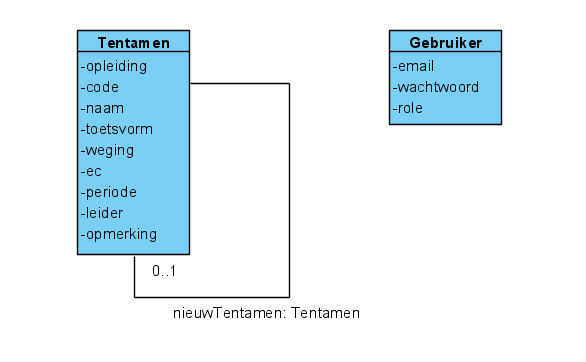 Tentamen
-opleiding
-code
-naam
-toetsvorm
-weging
-ec
-periode
-leider
-opmerking
0..1
nieuwTentamen: Tentamen
Gebruiker
-email
-wachtwoord
-role